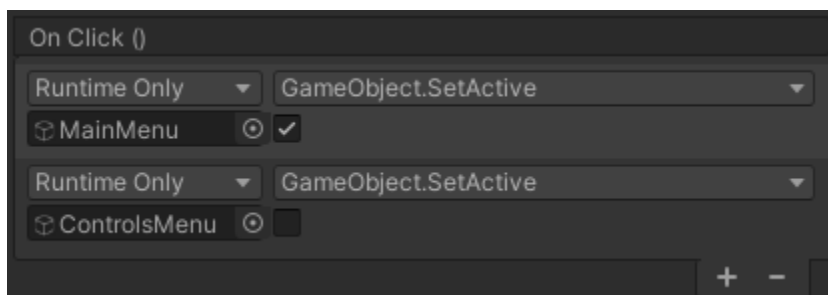 On Click ()
Runtime Only GameObject.SetActive
MainMenu
Runtime Only GameObject.SetActive
ControlsMenu
+ -